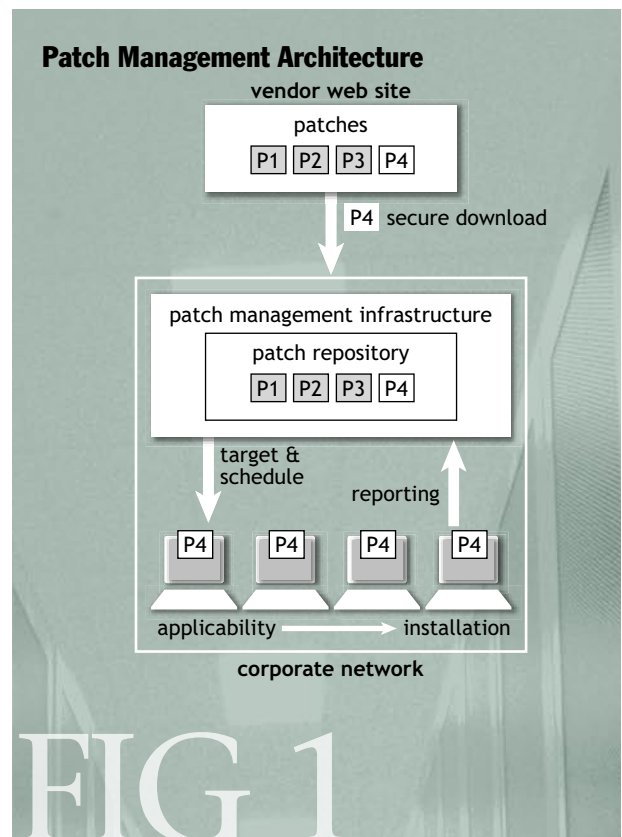 Patch Management Architecture
vendor web site
patches
P1 P2 P3 P4
P4 secure download
patch management infrastructure
patch repository
P1 P2 P3 P4
target &
schedule
reporting
P4 P4 P4 P4
applicability installation
corporate network
FIG 1